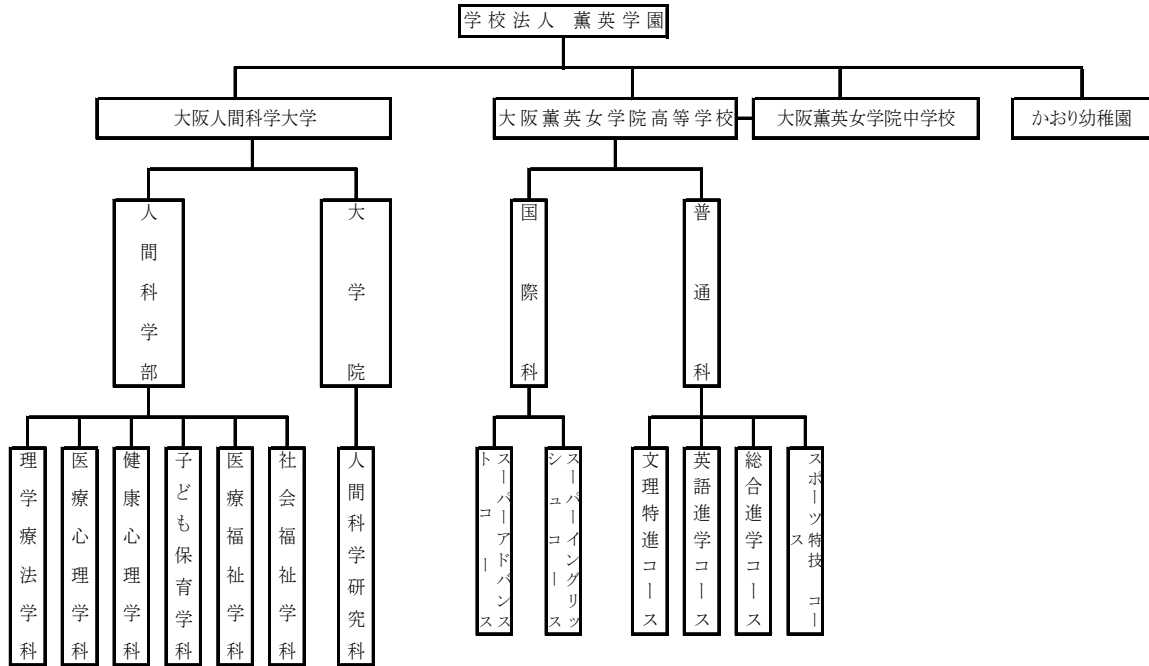 学校法人 薫英学園
大阪人間科学大学
大阪薫英女学院高等学校
大阪薫英女学院中学校
かおり幼稚園
人間科学部
大学院
国際科
普通科
理学療法学科
医療心理学科
健康心理学科
子ども保育学科
医療福祉学科
社会福祉学科
人間科学研究科
スーパーアドバンス
トコース
スーパーイングリッ
シュコース
文理特進コース
英語進学コース
総合進学コース
スポーツ特技 コー
ス